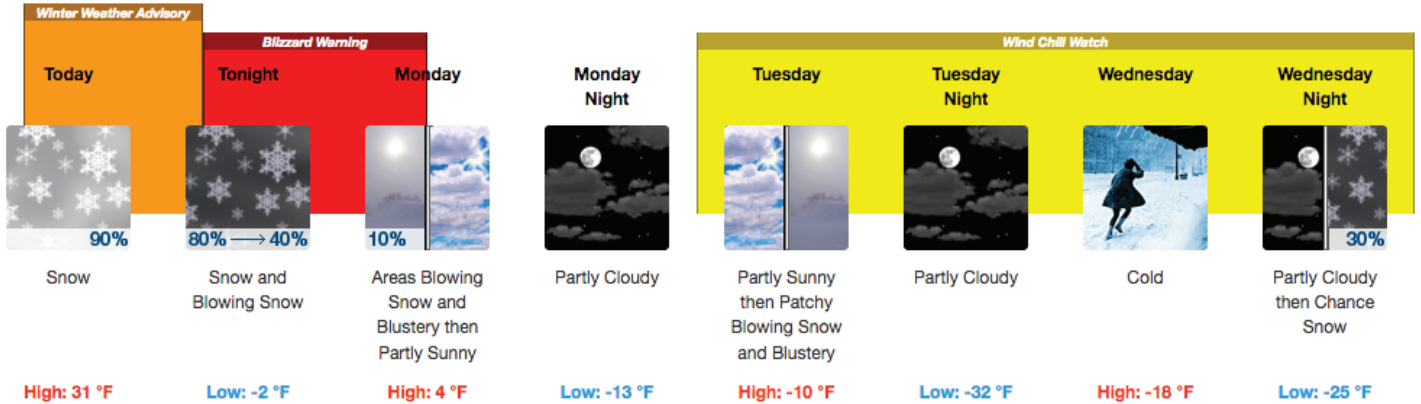 Winter Weather Advisory
Blizzard Warning
Wind Chill Watch
Today
Tonight
Monday
Monday
Night
Tuesday
Tuesday
Night
Wednesday
Wednesday
Night
90%
80% → 40%
10%
30%
Snow
Snow and
Blowing Snow
Areas Blowing
Snow and
Blustery then
Partly Sunny
Partly Cloudy
Partly Sunny
then Patchy
Blowing Snow
and Blustery
Partly Cloudy
Cold
Partly Cloudy
then Chance
Snow
High: 31 °F
Low: -2 °F
High: 4 °F
Low: -13 °F
High: -10 °F
Low: -32 °F
High: -18 °F
Low: -25 °F